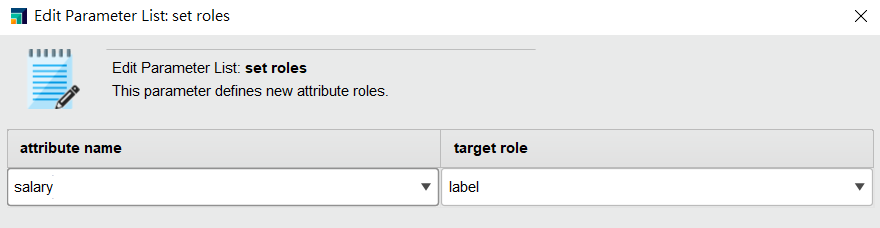 Edit Parameter List: set roles
Edit Parameter List: set roles
This parameter defines new attribute roles.
attribute name target role
salary label